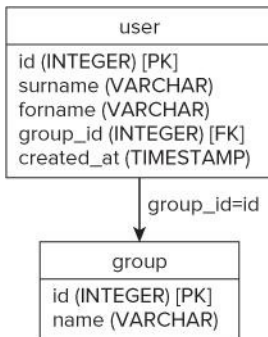 user
id (INTEGER) [PK]
surname (VARCHAR)
forname (VARCHAR)
group_id (INTEGER) [FK]
created_at (TIMESTAMP)
group_id=id
group
id (INTEGER) [PK]
name (VARCHAR)